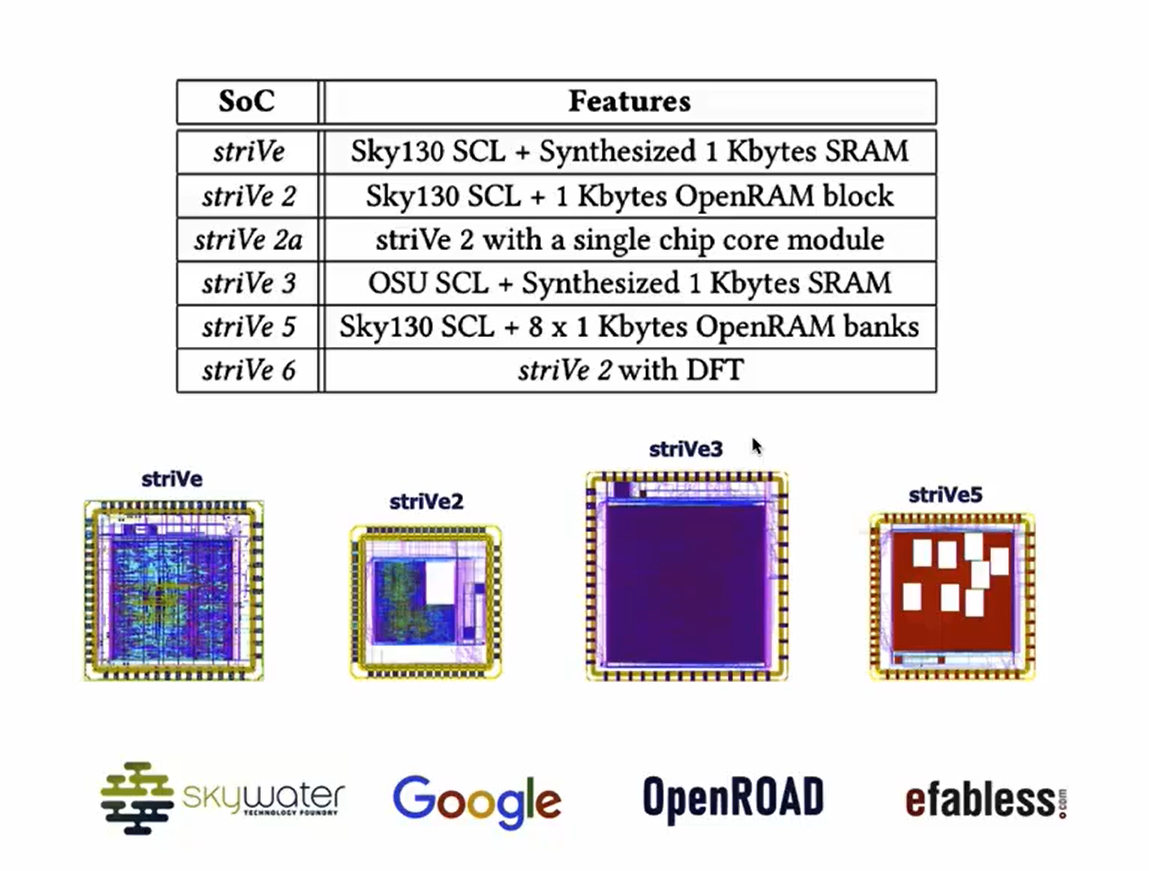 SoC Features
striVe Sky130 SCL + Synthesized 1 Kbytes SRAM
striVe 2 Sky130 SCL + 1 Kbytes OpenRAM block
striVe 2a striVe 2 with a single chip core module
striVe 3 OSU SCL + Synthesized 1 Kbytes SRAM
striVe 5 Sky130 SCL + 8 x 1 Kbytes OpenRAM banks
striVe 6 striVe 2 with DFT
striVe
striVe2
striVe3
striVe5
skywater
TECHNOLOGY FOUNDRY
Google
OpenROAD
efabless.com